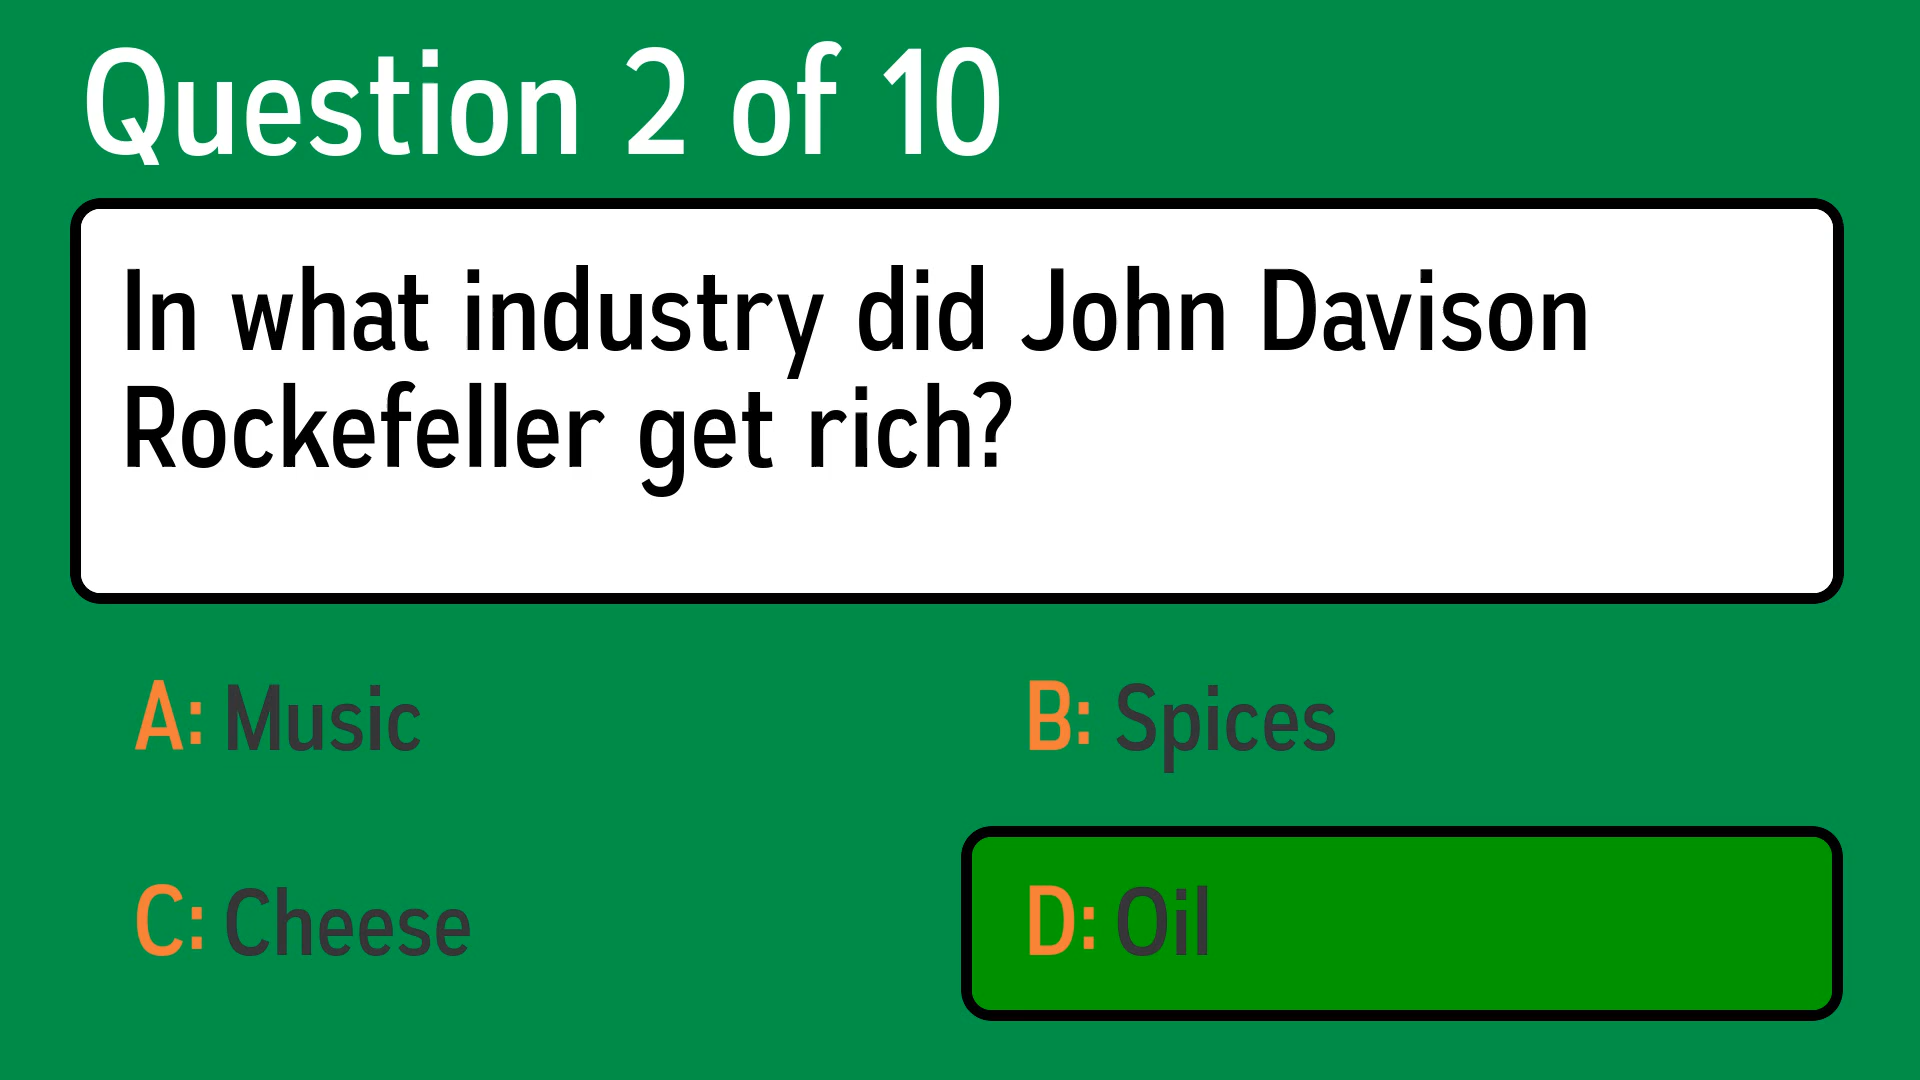 Question 2 of 10
In what industry did John Davison
Rockefeller get rich?
A: Music
B: Spices
C: Cheese
D: Oil